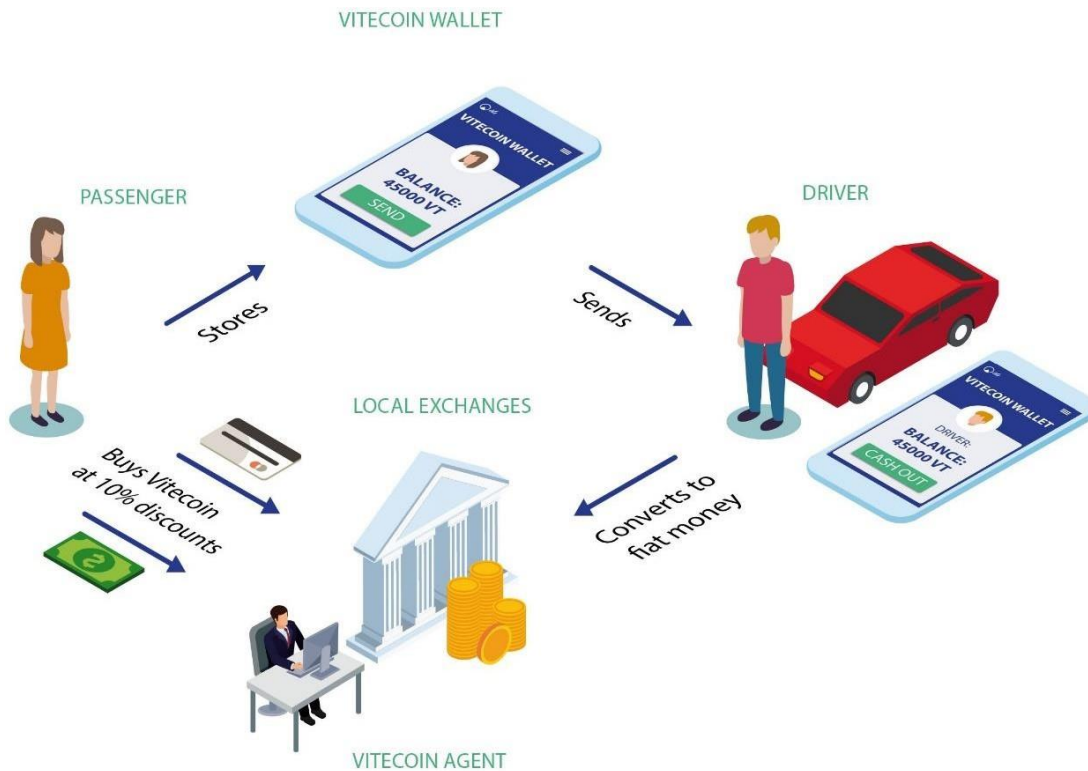 VITECOIN WALLET
VITECOIN WALLET
BALANCE:
45000 VT
SEND
PASSENGER
DRIVER
Stores
Sends
VITECOIN WALLET
DRIVER:
BALANCE:
45000 VT
CASH OUT
LOCAL EXCHANGES
Buys Vitecoin
at 10% discounts
Converts to
fiat money
VITECOIN AGENT